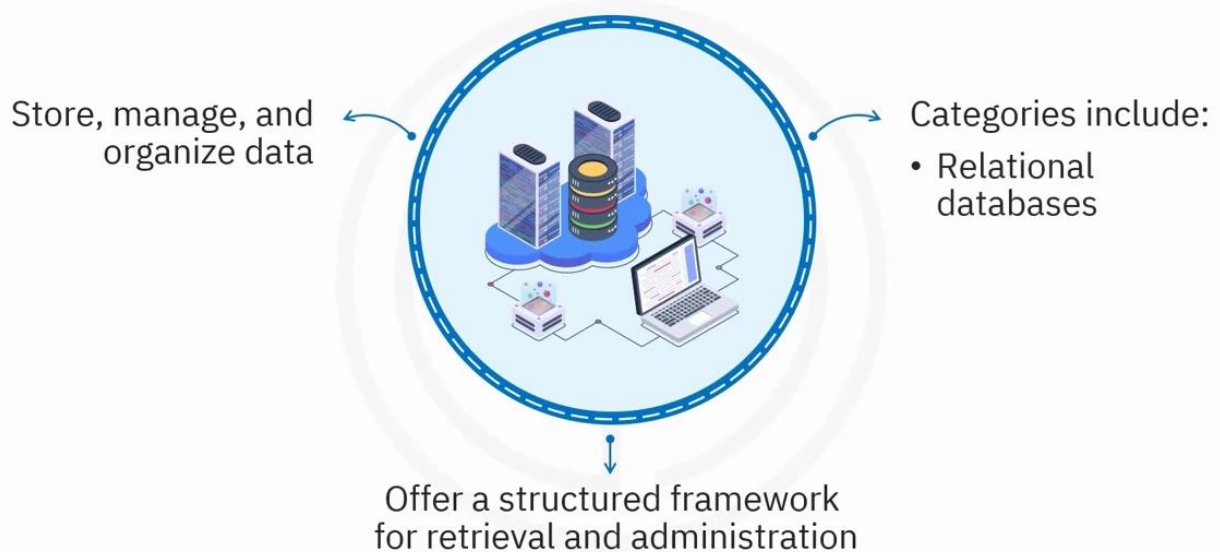 Store, manage, and
organize data
Categories include:
• Relational
databases
Offer a structured framework
for retrieval and administration